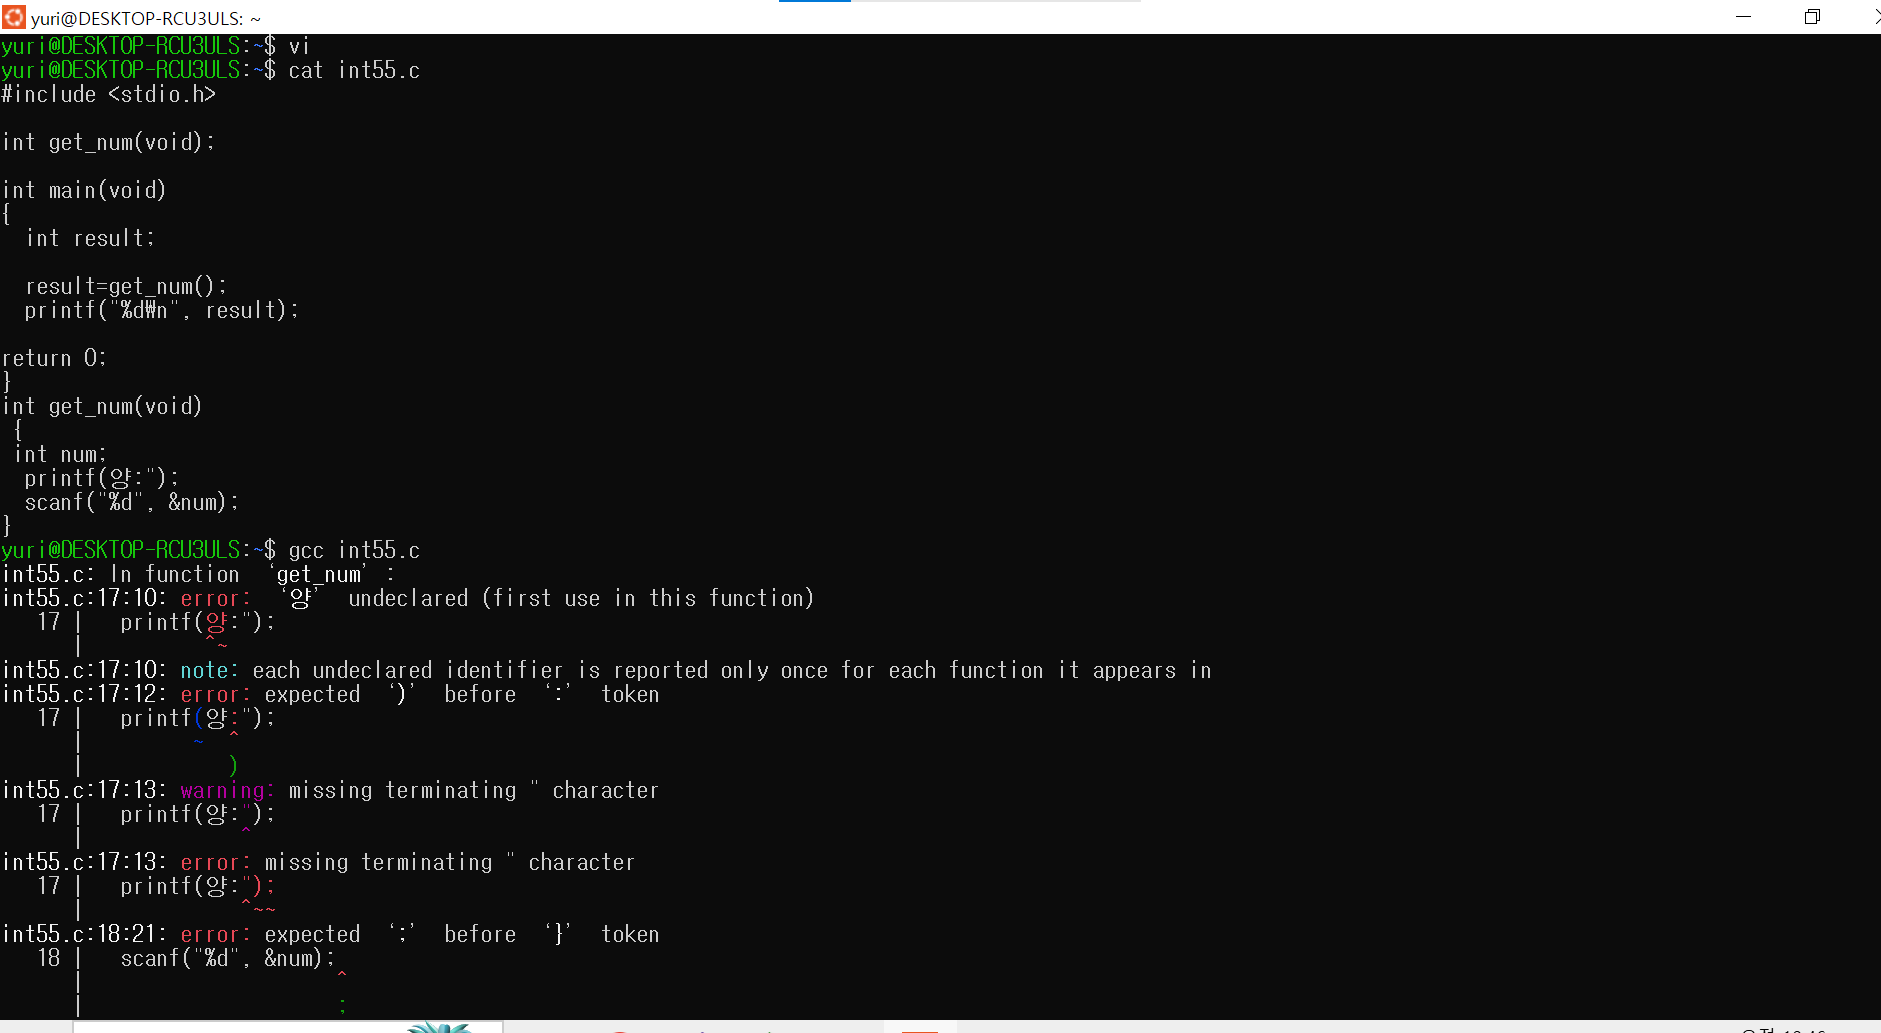 yuri@DESKTOP-RCU3ULS: ~
yuri@DESKTOP-RCU3ULS:~$ vi
yuri@DESKTOP-RCU3ULS:~$ cat int55.c
#include <stdio.h>
int get_num(void);
int main(void)
{
  int result;
  result=get_num();
  printf("%d₩n", result);
return 0;
}
int get_num(void)
 {
 int num;
  printf(양:");
  scanf("%d", &num);
}
yuri@DESKTOP-RCU3ULS:~$ gcc int55.c
int55.c: In function ‘get_num’:
int55.c:17:10: error: ‘양’ undeclared (first use in this function)
   17 |   printf(양:");
      |          ^~
int55.c:17:10: note: each undeclared identifier is reported only once for each function it appears in
int55.c:17:12: error: expected ‘)’ before ‘:’ token
   17 |   printf(양:");
      |         ~  ^
      |            )
int55.c:17:13: warning: missing terminating " character
   17 |   printf(양:");
      |             ^
int55.c:17:13: error: missing terminating " character
   17 |   printf(양:");
      |             ^~~
int55.c:18:21: error: expected ‘;’ before ‘}’ token
   18 |   scanf("%d", &num);
      |                     ^
      |                     ;